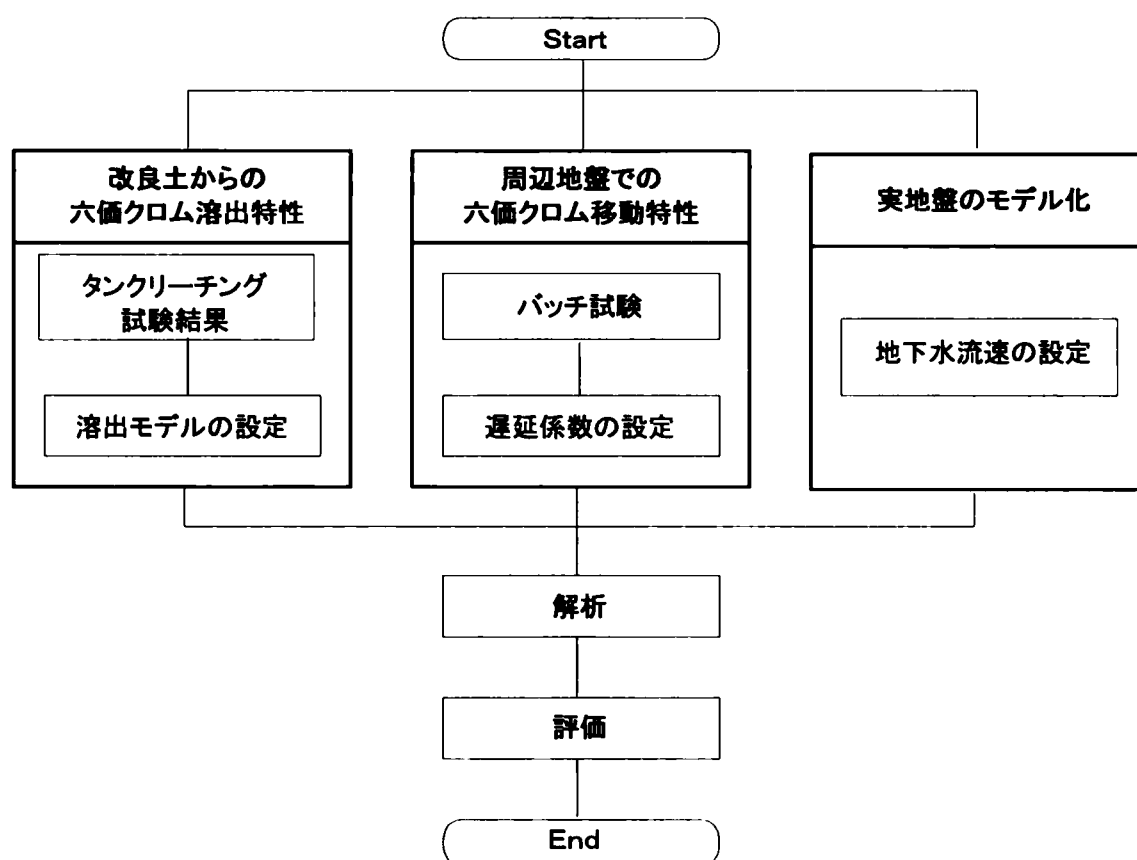 Start
改良土からの
六価クロム溶出特性
タンクリーチング
試験結果
溶出モデルの設定
周辺地盤での
六価クロム移動特性
バッチ試験
遅延係数の設定
実地盤のモデル化
地下水流速の設定
解析
評価
End